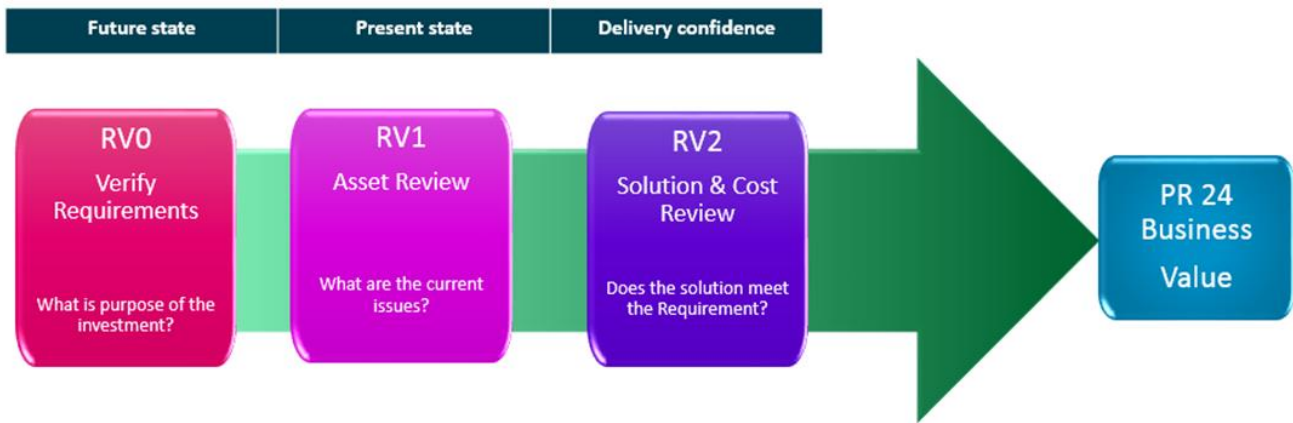 Future state
Present state
Delivery confidence
RV0
Verify
Requirements
What is purpose of the
investment?
RV1
Asset Review
What are the current
issues?
RV2
Solution & Cost
Review
Does the solution meet
the Requirement?
PR 24
Business
Value